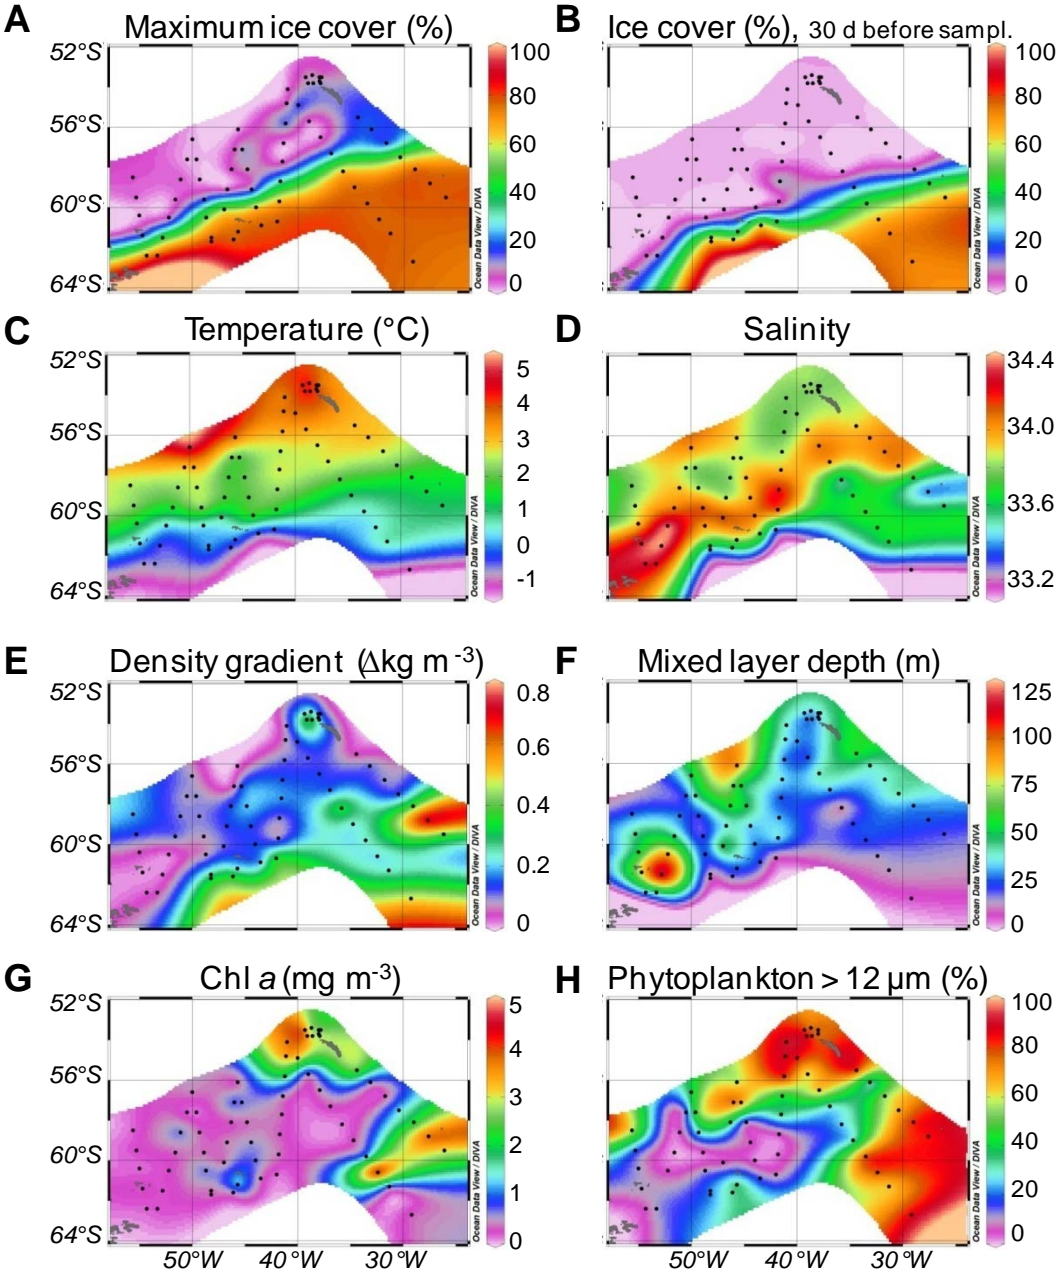 A Maximum ice cover (%) B Ice cover (%), 30 d before sampl.
52°S 100 100
80 80
56°S 60 60
40 40
60°S 20 20
64°S 0 0
Ocean Data View / DIVA Ocean Data View / DIVA
C Temperature (°C) D Salinity
52°S 5 34.4
4
56°S 3 34.0
2
60°S 1 33.6
0
64°S -1 33.2
Ocean Data View / DIVA Ocean Data View / DIVA
E Density gradient (Δkg m⁻³) F Mixed layer depth (m)
52°S 0.8 125
0.6 100
56°S 75
0.4 50
60°S 0.2 25
64°S 0 0
Ocean Data View / DIVA Ocean Data View / DIVA
G Chl a (mg m⁻³) H Phytoplankton > 12 µm (%)
52°S 5 100
4 80
56°S 3 60
2 40
60°S 1 20
64°S 0 0
Ocean Data View / DIVA Ocean Data View / DIVA
50°W 40°W 30°W 50°W 40°W 30°W